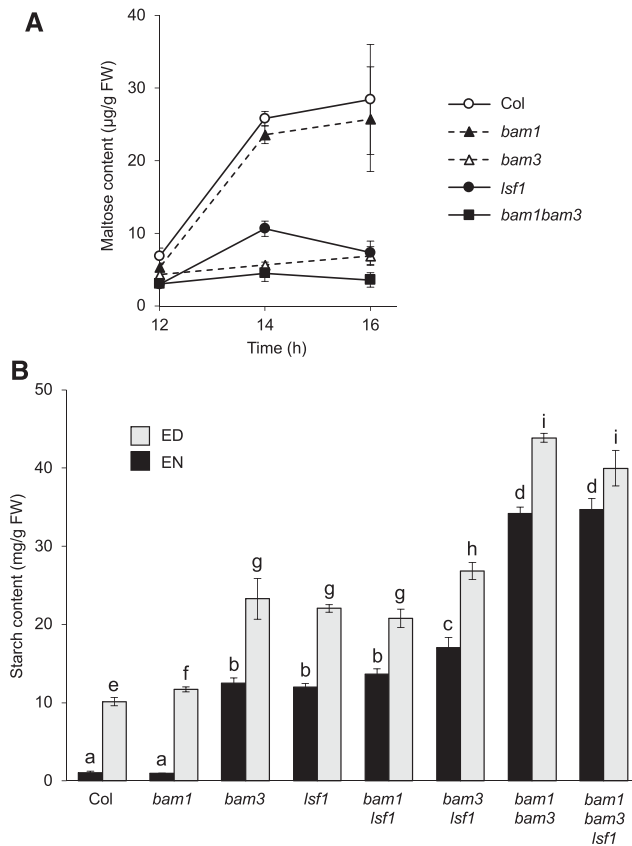 A
Maltose content (µg/g FW)
40
30
20
10
0
12
14
16
Time (h)
Col
bam1
bam3
lsf1
bam1bam3
B
Starch content (mg/g FW)
50
40
30
20
10
0
ED
EN
a
e
a
f
b
g
b
g
b
g
c
h
d
i
d
i
Col
bam1
bam3
lsf1
bam1
lsf1
bam3
lsf1
bam1
bam3
bam1
bam3
lsf1